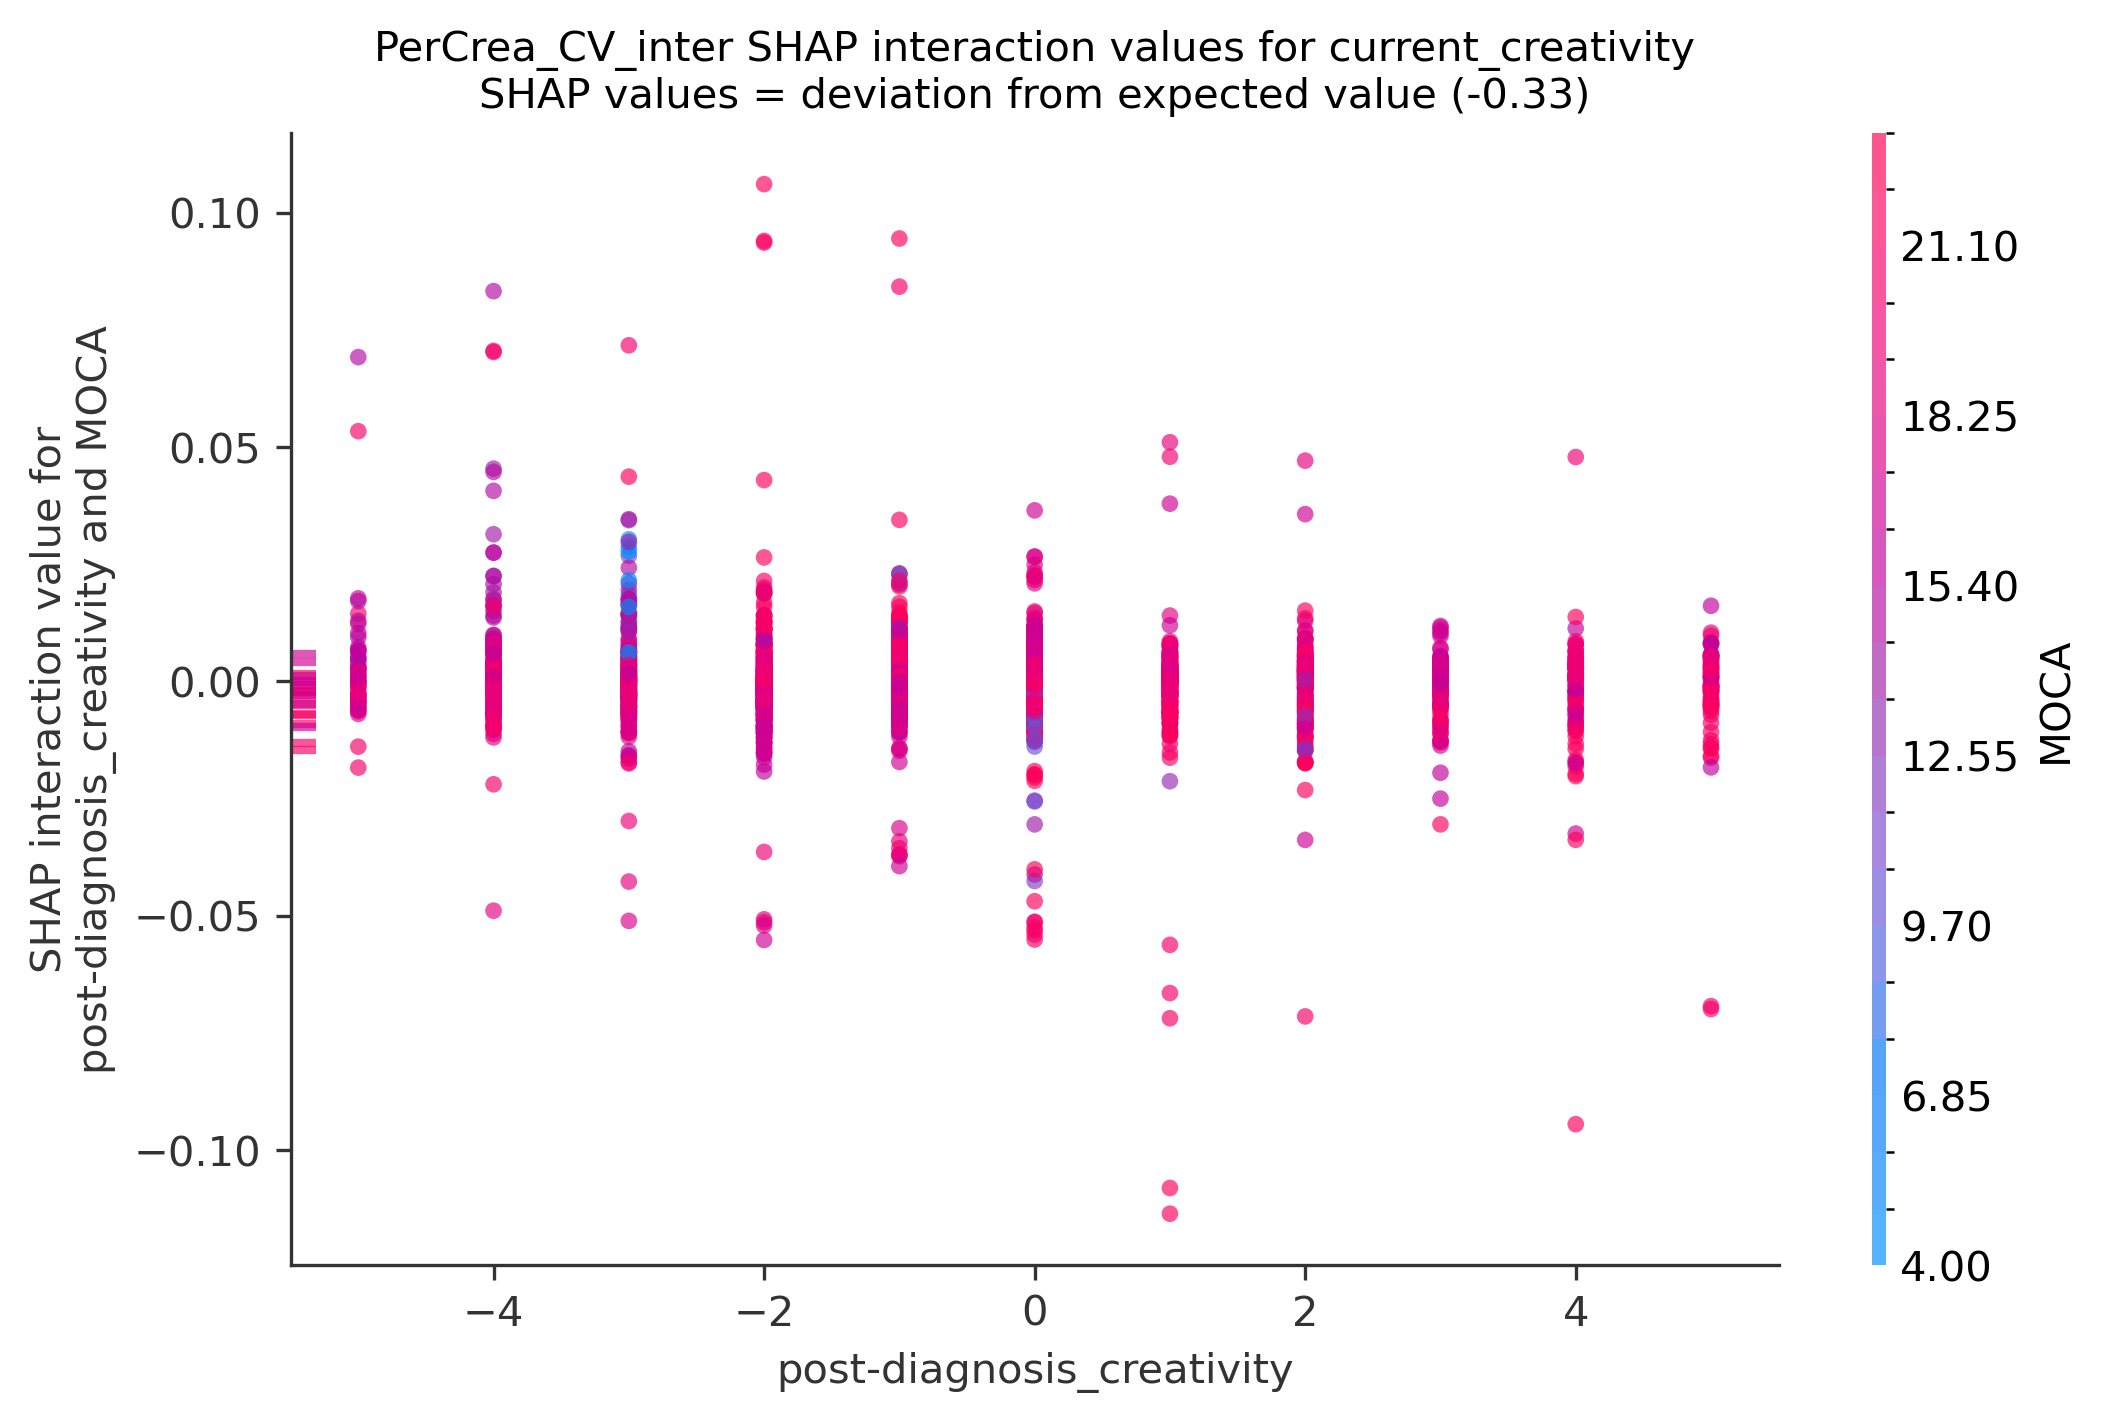 PerCrea_CV_inter SHAP interaction values for current_creativity
SHAP values = deviation from expected value (-0.33)
SHAP interaction value for
post-diagnosis_creativity and MOCA
0.10
0.05
0.00
−0.05
−0.10
−4
−2
0
2
4
post-diagnosis_creativity
21.10
18.25
15.40
12.55
9.70
6.85
4.00
MOCA